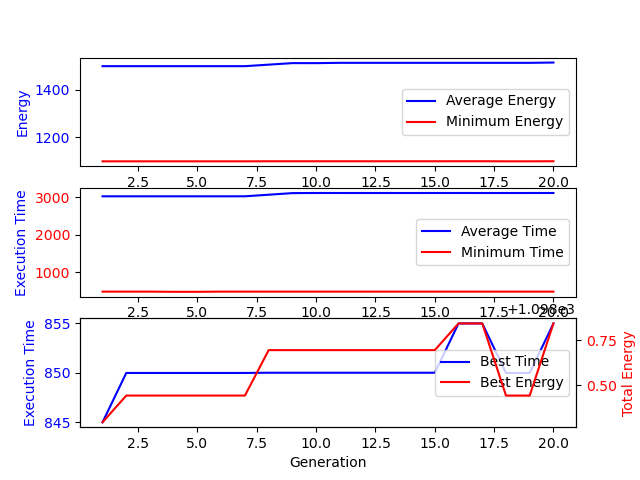 1400
1200
Energy
Average Energy
Minimum Energy
2.5 5.0 7.5 10.0 12.5 15.0 17.5 20.0
3000
2000
1000
Execution Time
Average Time
Minimum Time
2.5 5.0 7.5 10.0 12.5 15.0 17.5 20.0
+1.098e3
855
850
845
Execution Time
Best Time
Best Energy
0.75
0.50
Total Energy
2.5 5.0 7.5 10.0 12.5 15.0 17.5 20.0
Generation